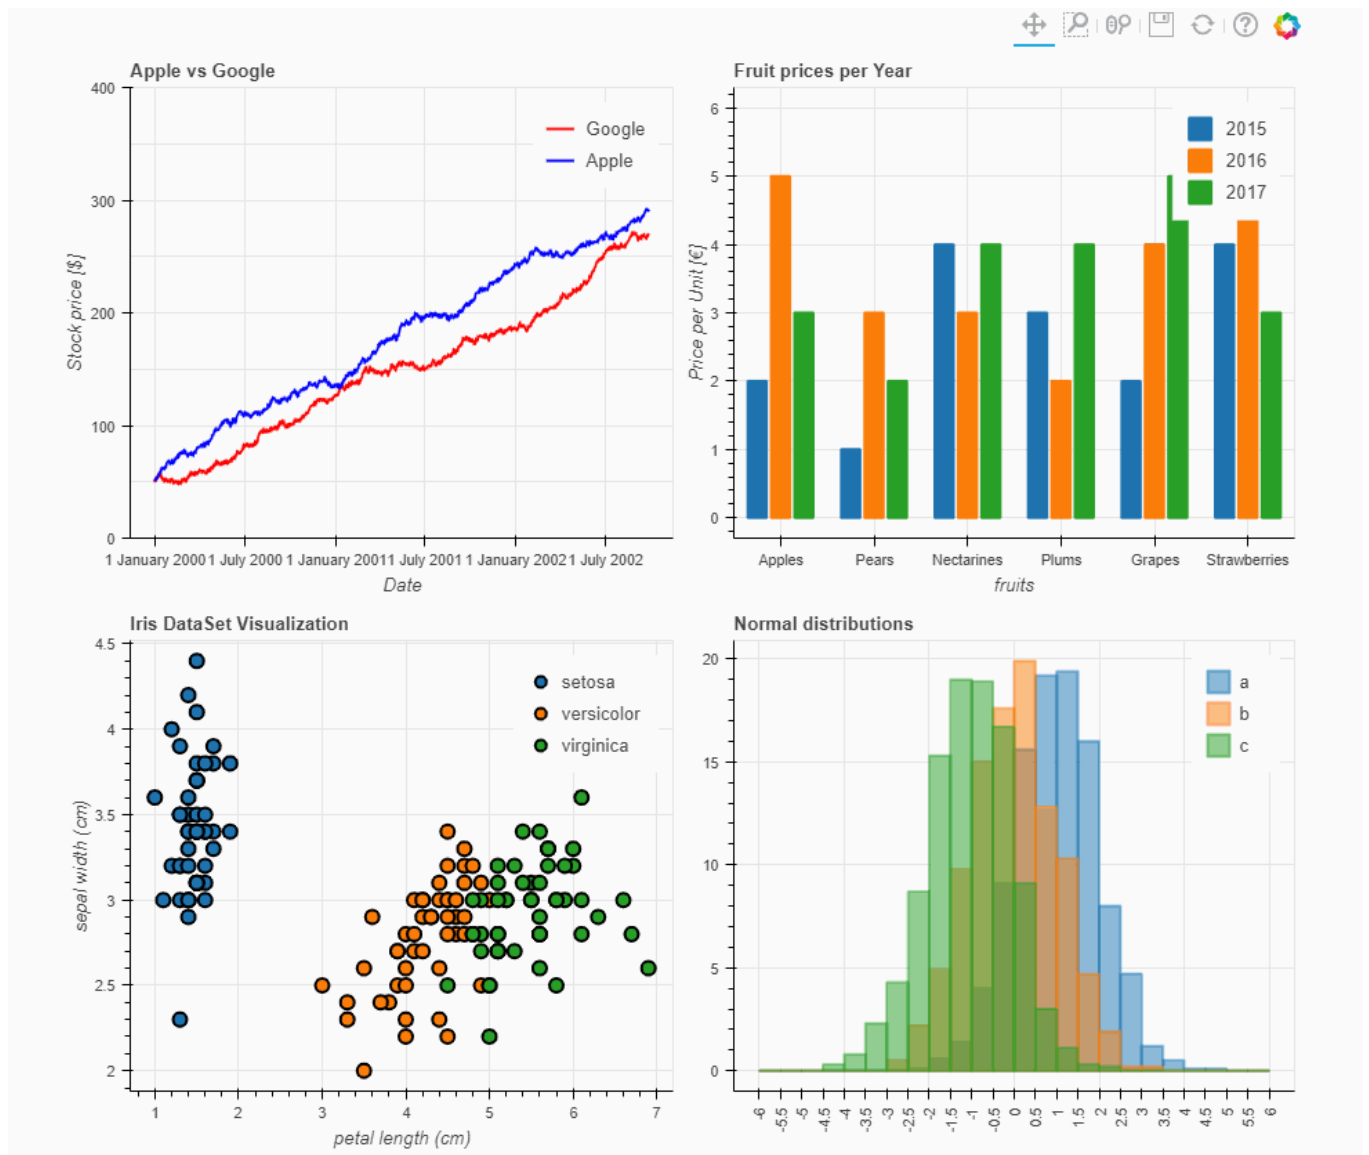 Apple vs Google
400
300
200
100
0
Stock price [$]
Google
Apple
1 January 2000 1 July 2000 1 January 2001 1 July 2001 1 January 2002 1 July 2002
Date
Fruit prices per Year
6
5
4
3
2
1
0
Price per Unit [€]
2015
2016
2017
Apples Pears Nectarines Plums Grapes Strawberries
fruits
Iris DataSet Visualization
4.5
4
3.5
3
2.5
2
sepal width (cm)
setosa
versicolor
virginica
1 2 3 4 5 6 7
petal length (cm)
Normal distributions
20
15
10
5
0
a
b
c
-6 -5.5 -5 -4.5 -4 -3.5 -3 -2.5 -2 -1.5 -1 -0.5 0 0.5 1 1.5 2 2.5 3 3.5 4 4.5 5 5.5 6